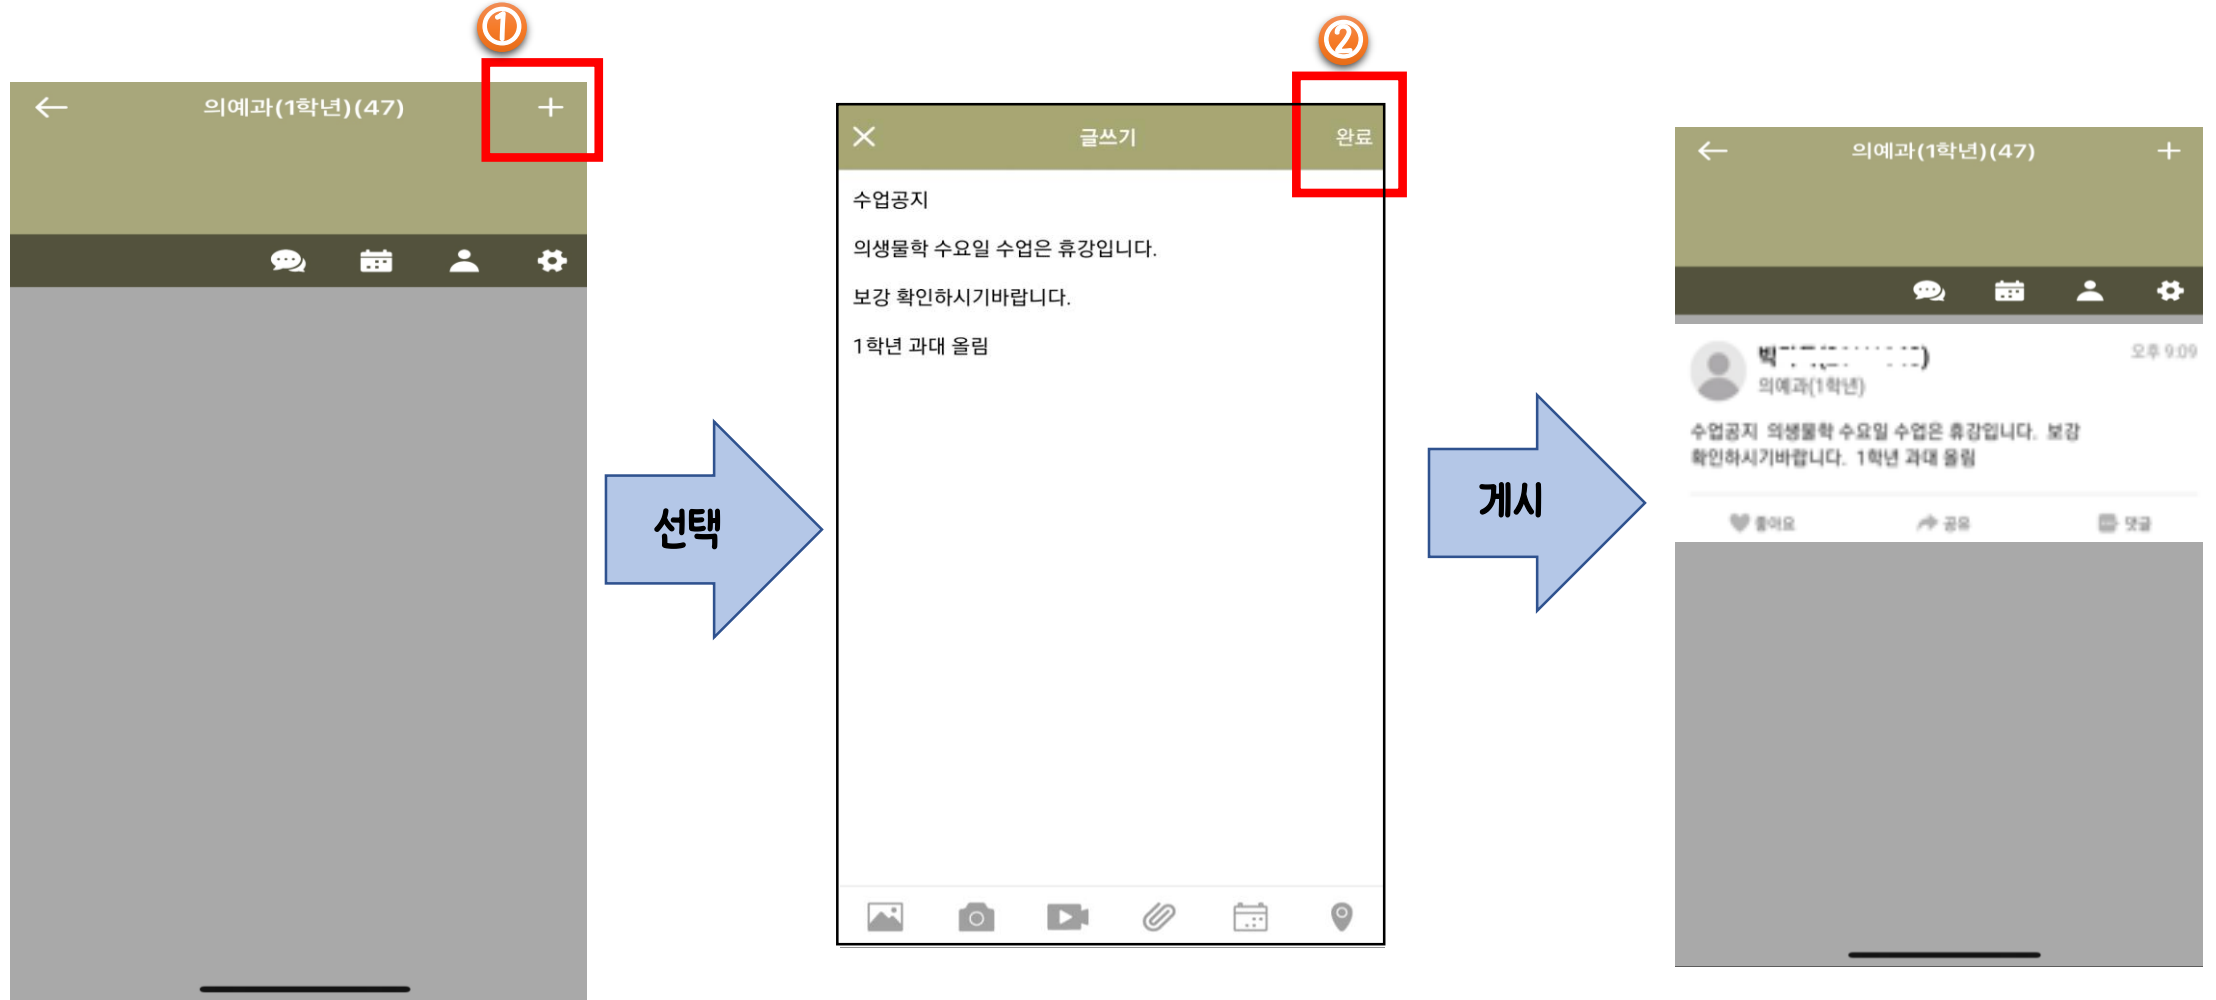 ①
의예과(1학년)(47)
선택
②
글쓰기
완료
수업공지
의생물학 수요일 수업은 휴강입니다.
보강 확인하시기바랍니다.
1학년 과대 올림
게시
의예과(1학년)(47)
오후 9:09
의예과(1학년)
수업공지 의생물학 수요일 수업은 휴강입니다. 보강
확인하시기바랍니다. 1학년 과대 올림
좋아요
공유
댓글